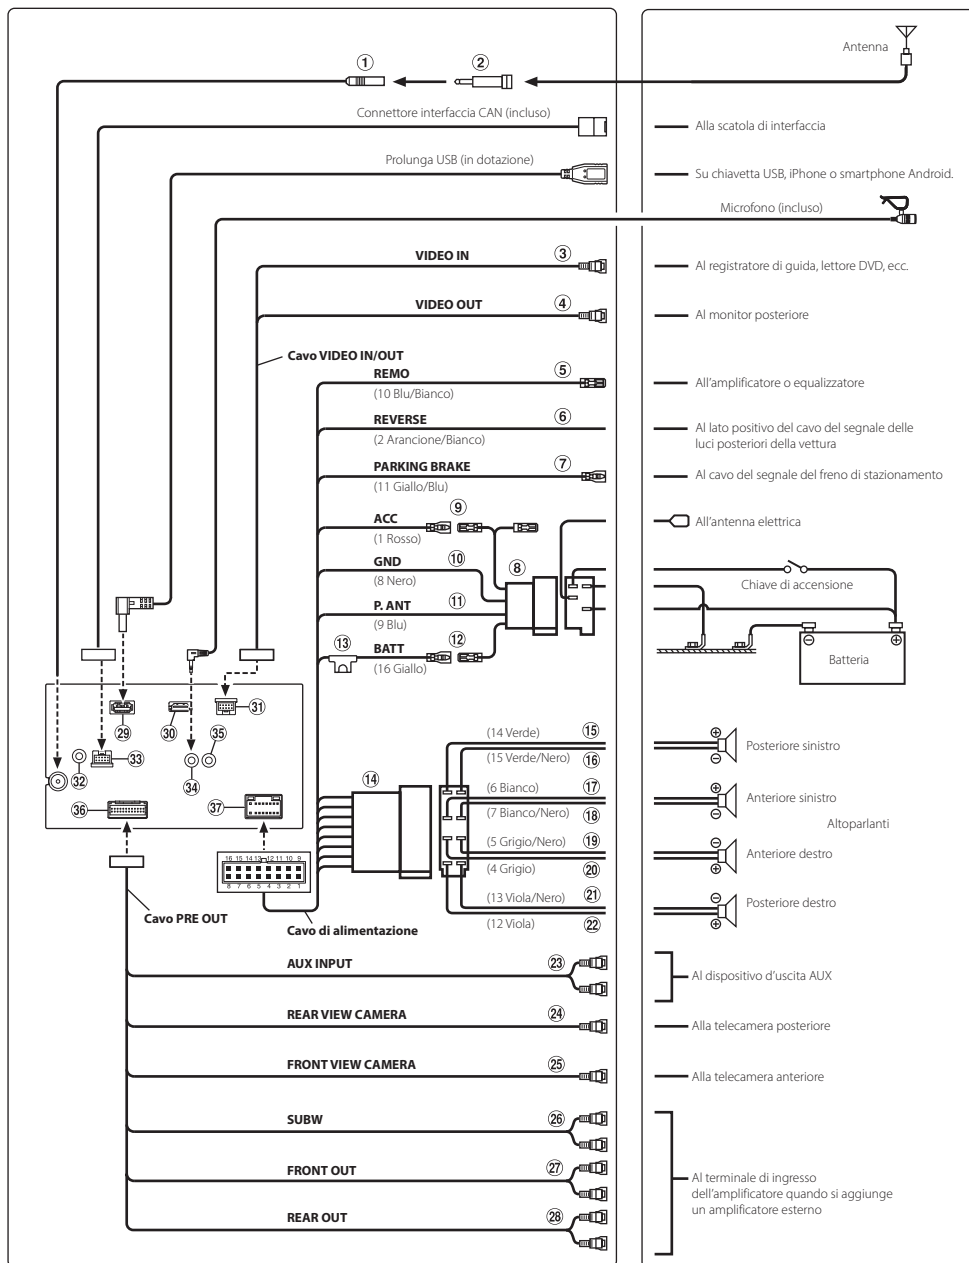 ① ② Antenna
Connettore interfaccia CAN (incluso) Alla scatola di interfaccia
Prolunga USB (in dotazione) Su chiavetta USB, iPhone o smartphone Android.
Microfono (incluso)
VIDEO IN ③ Al registratore di guida, lettore DVD, ecc.
VIDEO OUT ④ Al monitor posteriore
Cavo VIDEO IN/OUT
REMO ⑤ All'amplificatore o equalizzatore
(10 Blu/Bianco)
REVERSE ⑥ Al lato positivo del cavo del segnale delle
(2 Arancione/Bianco) luci posteriori della vettura
PARKING BRAKE ⑦ Al cavo del segnale del freno di stazionamento
(11 Giallo/Blu)
ACC ⑨ All'antenna elettrica
(1 Rosso)
GND ⑩ ⑧ Chiave di accensione
(8 Nero)
P. ANT ⑪
(9 Blu)
⑬ BATT ⑫ ⊖ ⊕
(16 Giallo) Batteria
㉙ ㉚ ㉛
㉜ ㉝ ㉞ ㉟
㊱ ㊲ ⑭
(14 Verde) ⑮ ⊕ Posteriore sinistro
(15 Verde/Nero) ⑯ ⊖
(6 Bianco) ⑰ ⊕ Anteriore sinistro
(7 Bianco/Nero) ⑱ ⊖
Altoparlanti
(5 Grigio/Nero) ⑲ ⊖ Anteriore destro
(4 Grigio) ⑳ ⊕
(13 Viola/Nero) ㉑ ⊖ Posteriore destro
(12 Viola) ㉒ ⊕
16 15 14 13 12 11 10 9
8 7 6 5 4 3 2 1
Cavo PRE OUT
Cavo di alimentazione
AUX INPUT ㉓ Al dispositivo d'uscita AUX
REAR VIEW CAMERA ㉔ Alla telecamera posteriore
FRONT VIEW CAMERA ㉕ Alla telecamera anteriore
SUBW ㉖
FRONT OUT ㉗ Al terminale di ingresso
dell'amplificatore quando si aggiunge
un amplificatore esterno
REAR OUT ㉘